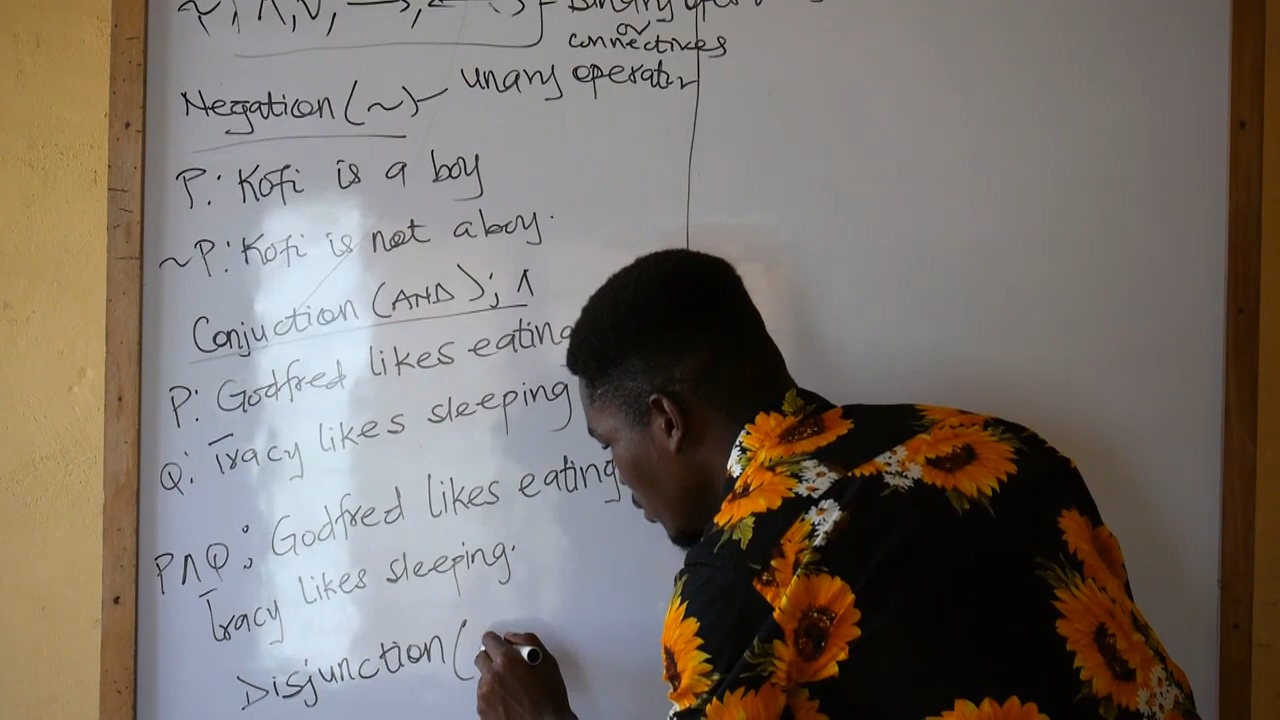 ~, ∧, ∨, →,
connectives
Negation (~) - unary operator
P: Kofi is a boy
~P: Kofi is not a boy.
Conjuction (AND); ∧
P: Godfred likes eating
Q: Tracy likes sleeping
P∧Q; Godfred likes eating
Tracy likes sleeping.
Disjunction (